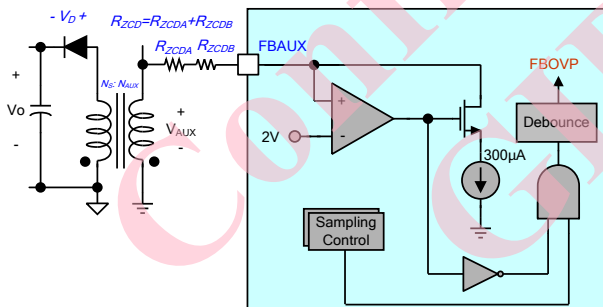 - VD +
RZCD=RZCDA+RZCDB
RZCDA RZCDB
FBAUX
FBOVP
NS: NAUX
+
Vo
-
+
VAUX
-
+
2V
-
Debounce
300µA
Sampling
Control